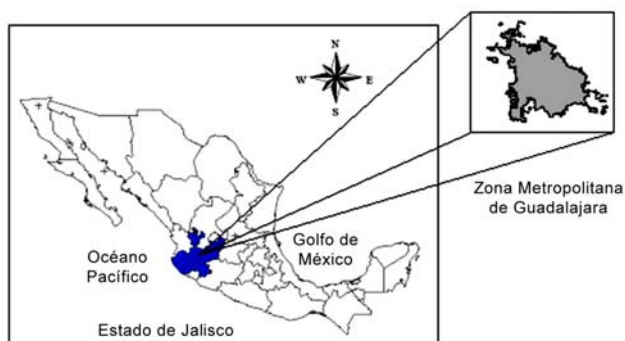 N
W E
S
Zona Metropolitana
de Guadalajara
Golfo de
México
Océano
Pacífico
Estado de Jalisco